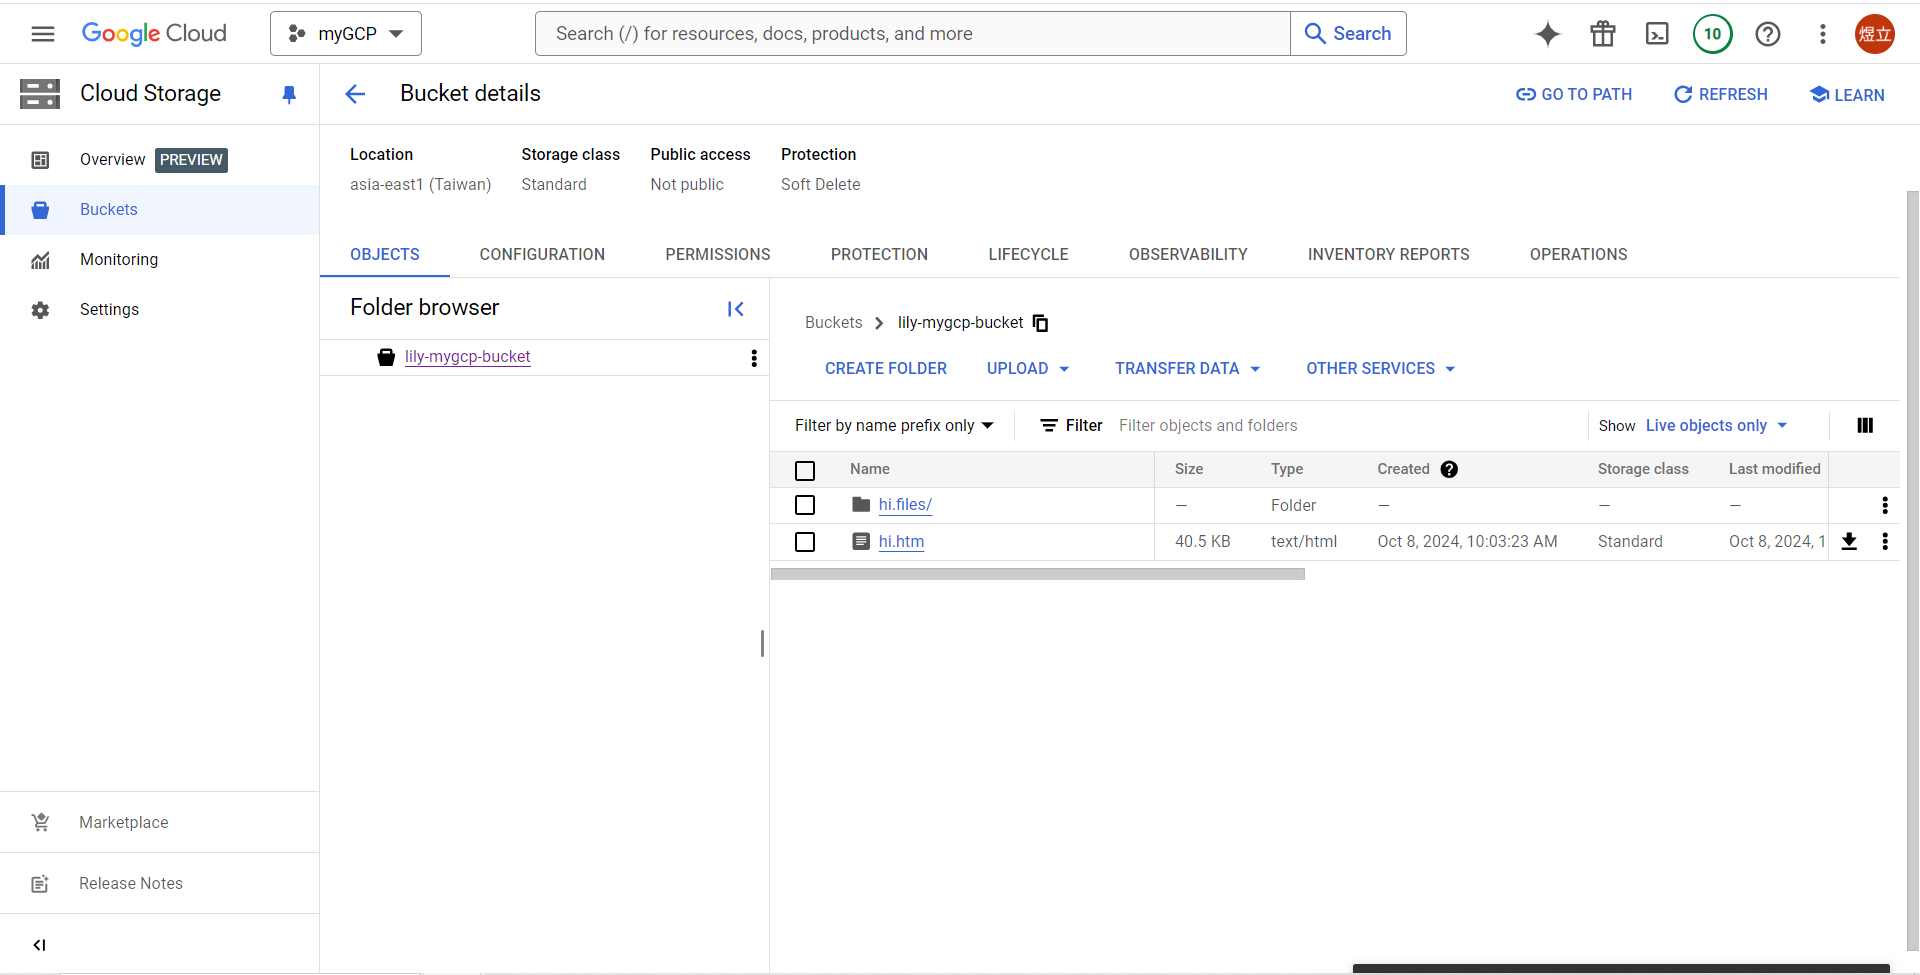 Google Cloud
myGCP
Search (/) for resources, docs, products, and more
Search
10
煜立
Cloud Storage
Bucket details
GO TO PATH
REFRESH
LEARN
Overview PREVIEW
Buckets
Monitoring
Settings
Marketplace
Release Notes
Location Storage class Public access Protection
asia-east1 (Taiwan) Standard Not public Soft Delete
OBJECTS CONFIGURATION PERMISSIONS PROTECTION LIFECYCLE OBSERVABILITY INVENTORY REPORTS OPERATIONS
Folder browser
lily-mygcp-bucket
Buckets lily-mygcp-bucket
CREATE FOLDER UPLOAD TRANSFER DATA OTHER SERVICES
Filter by name prefix only Filter Filter objects and folders Show Live objects only
Name Size Type Created Storage class Last modified
hi.files/ — Folder — — —
hi.htm 40.5 KB text/html Oct 8, 2024, 10:03:23 AM Standard Oct 8, 2024, 1